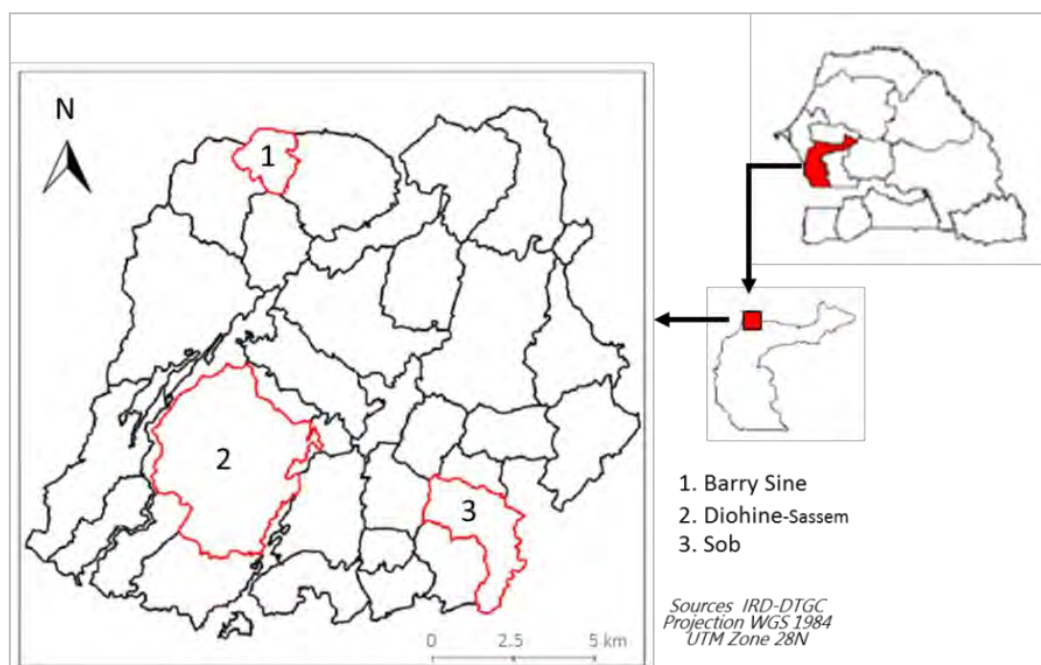 N
1
2
3
1. Barry Sine
2. Diohine-Sassem
3. Sob
Sources IRD-DTGC
Projection WGS 1984
UTM Zone 28N
0 2.5 5 km